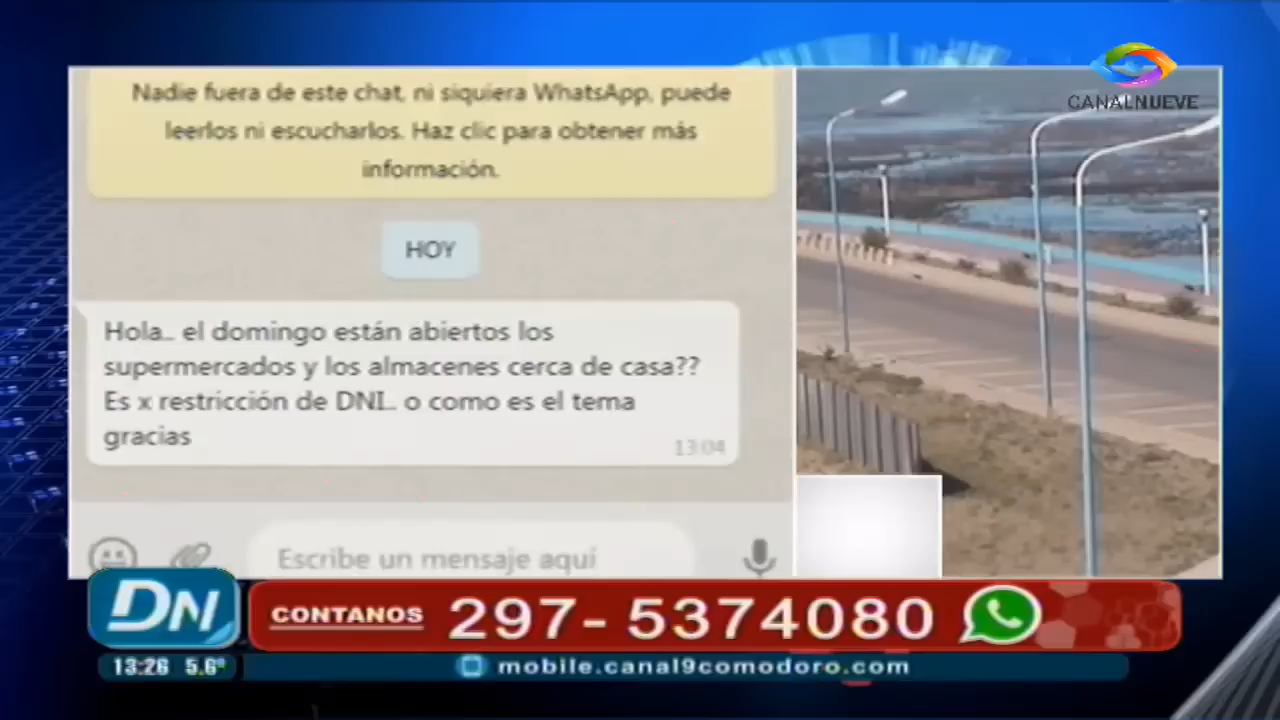 CANALNUEVE
Nadie fuera de este chat, ni siquiera WhatsApp, puede
leerlos ni escucharlos. Haz clic para obtener más
información.
HOY
Hola.. el domingo están abiertos los
supermercados y los almacenes cerca de casa??
Es x restricción de DNI.. o como es el tema
gracias
13:04
Escribe un mensaje aquí
DN
CONTANOS 297- 5374080
13:26 5.6º
mobile.canal9comodoro.com